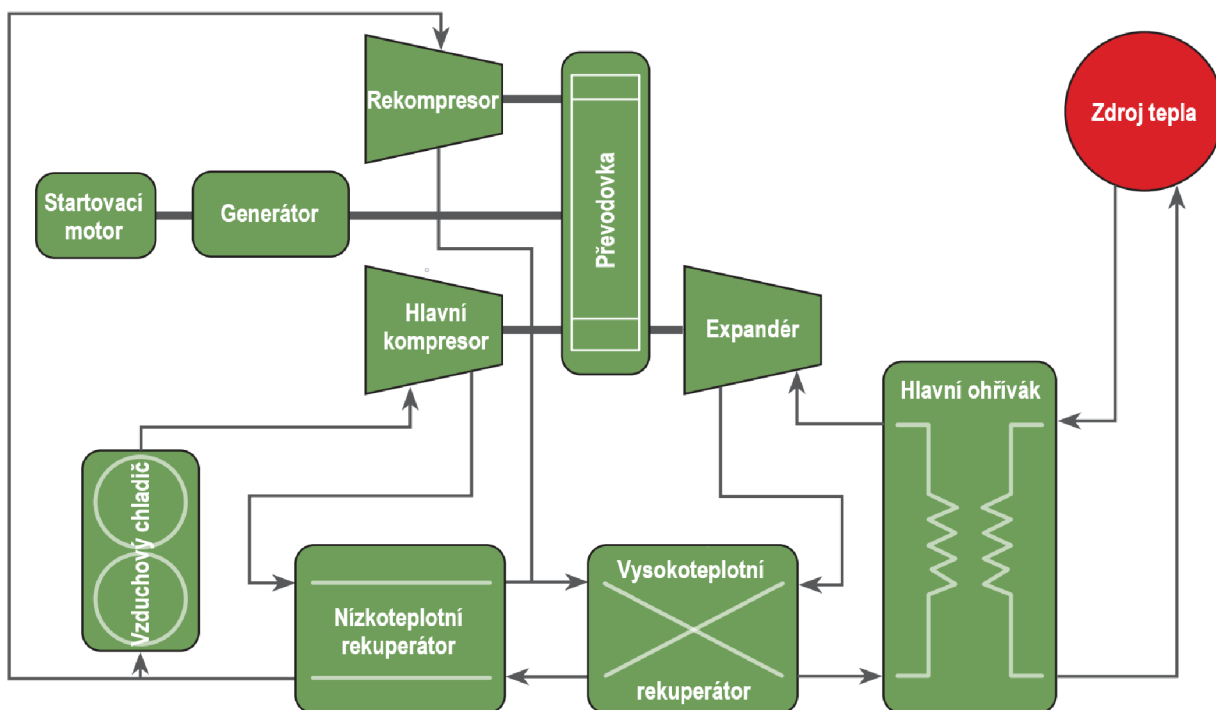 Rekompresor
Zdroj tepla
Převodovka
Startovací
motor
Generátor
Hlavní
kompresor
Expandér
Hlavní ohřívák
Vzduchový chladič
Nízkoteplotní
rekuperátor
Vysokoteplotní
rekuperátor